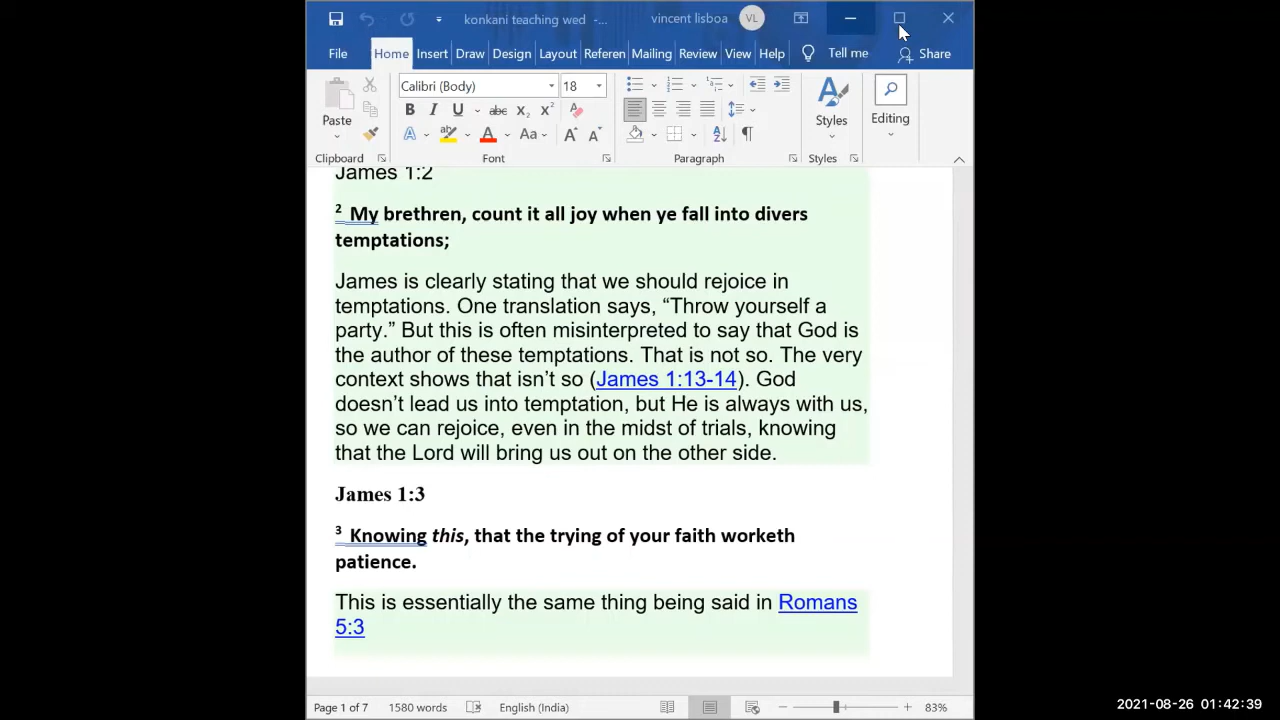 konkani teaching wed -... vincent lisboa VL
File Home Insert Draw Design Layout Referen Mailing Review View Help Tell me Share
Calibri (Body) 18
Paste
B I U abc x₂ x²
A A Aa A A
Styles
Editing
Clipboard Font Paragraph Styles
James 1:2
2 My brethren, count it all joy when ye fall into divers
temptations;
James is clearly stating that we should rejoice in
temptations. One translation says, “Throw yourself a
party.” But this is often misinterpreted to say that God is
the author of these temptations. That is not so. The very
context shows that isn’t so (James 1:13-14). God
doesn’t lead us into temptation, but He is always with us,
so we can rejoice, even in the midst of trials, knowing
that the Lord will bring us out on the other side.
James 1:3
3 Knowing this, that the trying of your faith worketh
patience.
This is essentially the same thing being said in Romans
5:3
Page 1 of 7 1580 words English (India) 83%
2021-08-26 01:42:39